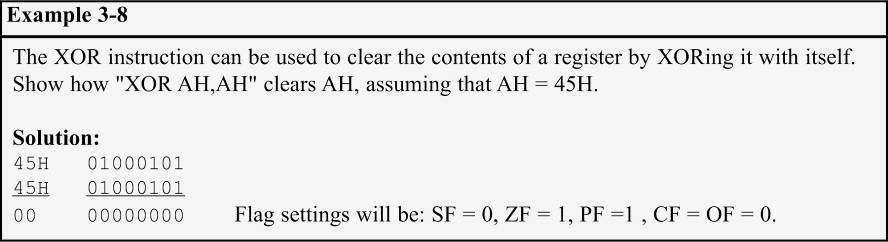 Example 3-8
The XOR instruction can be used to clear the contents of a register by XORing it with itself.
Show how "XOR AH,AH" clears AH, assuming that AH = 45H.
Solution:
45H 01000101
45H 01000101
00 00000000 Flag settings will be: SF = 0, ZF = 1, PF =1 , CF = OF = 0.